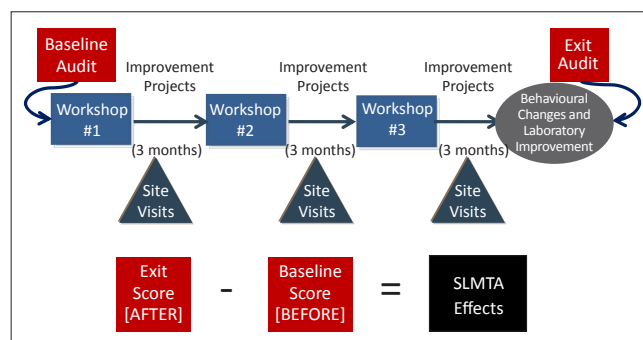 Baseline
Audit
Exit
Audit
Improvement
Projects
Improvement
Projects
Improvement
Projects
Workshop
#1
Workshop
#2
Workshop
#3
Behavioural
Changes and
Laboratory
Improvement
(3 months)
(3 months)
(3 months)
Site
Visits
Site
Visits
Site
Visits
Exit
Score
[AFTER]
-
Baseline
Score
[BEFORE]
=
SLMTA
Effects